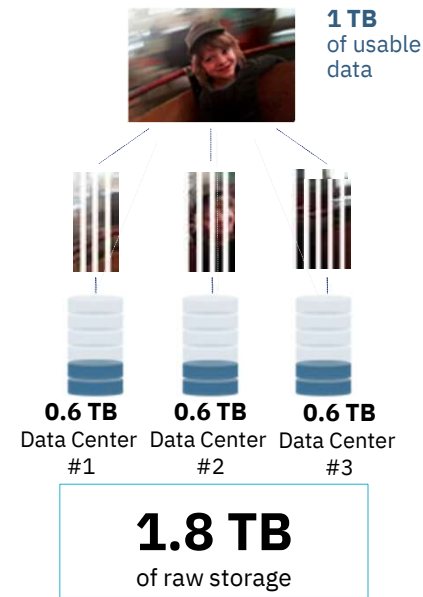 1 TB
of usable
data
0.6 TB
Data Center
#1
0.6 TB
Data Center
#2
0.6 TB
Data Center
#3
1.8 TB
of raw storage